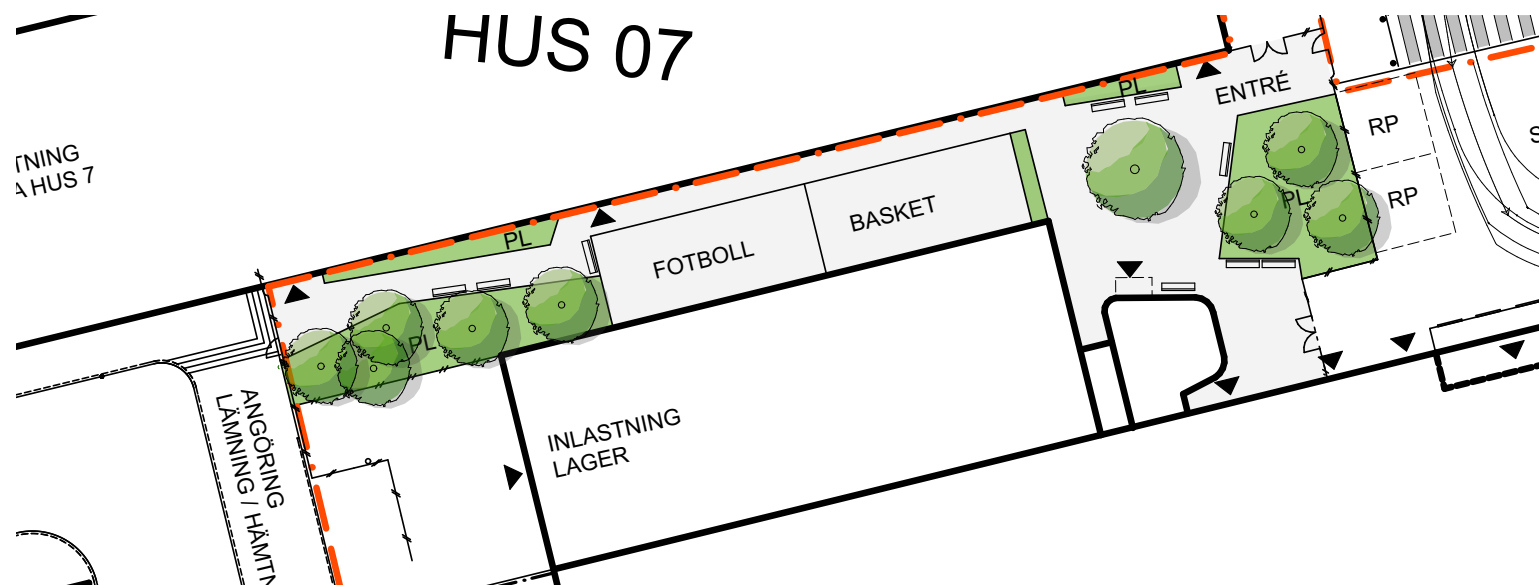 HUS 07
TNING
A HUS 7
PL
ENTRÉ
RP
S
PL
RP
BASKET
FOTBOLL
PL
PL
INLASTNING
LAGER
ANGÖRING
LÄMNING / HÄMTN